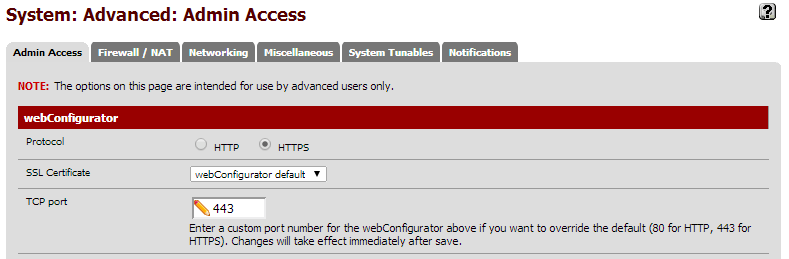 System: Advanced: Admin Access
?
Admin Access Firewall / NAT Networking Miscellaneous System Tunables Notifications
NOTE: The options on this page are intended for use by advanced users only.
webConfigurator
Protocol HTTP HTTPS
SSL Certificate webConfigurator default
TCP port 443
Enter a custom port number for the webConfigurator above if you want to override the default (80 for HTTP, 443 for
HTTPS). Changes will take effect immediately after save.